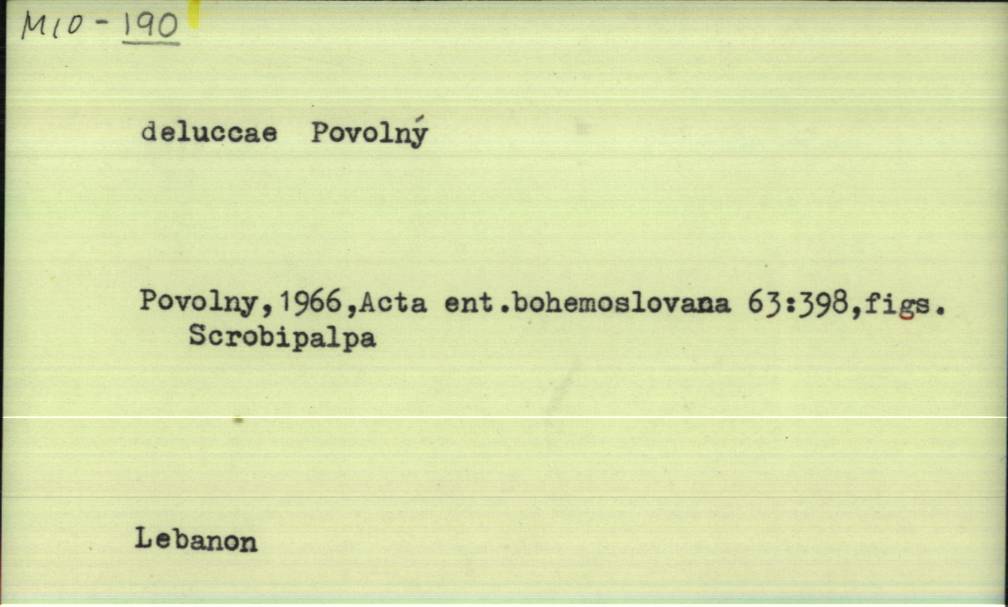 M10-190
deluccae Povolný
Povolny,1966,Acta ent.bohemoslovana 63:398,figs.
Scrobipalpa
Lebanon